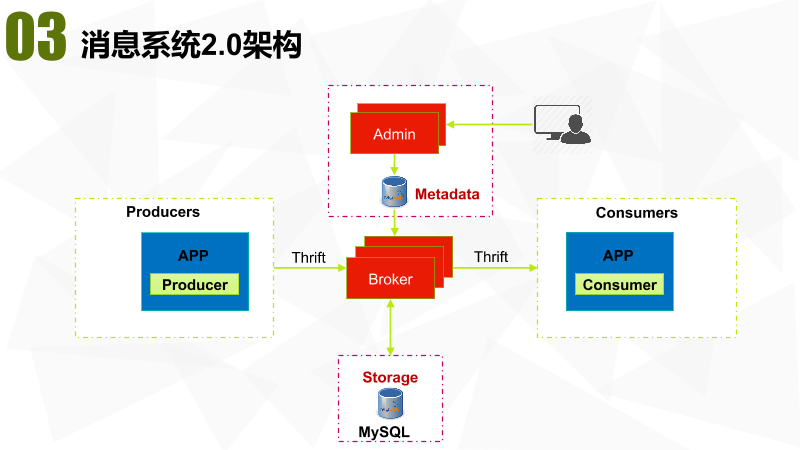 03 消息系统2.0架构
Admin
Metadata
Producers
Consumers
APP
Producer
Thrift
Broker
Thrift
APP
Consumer
Storage
MySQL